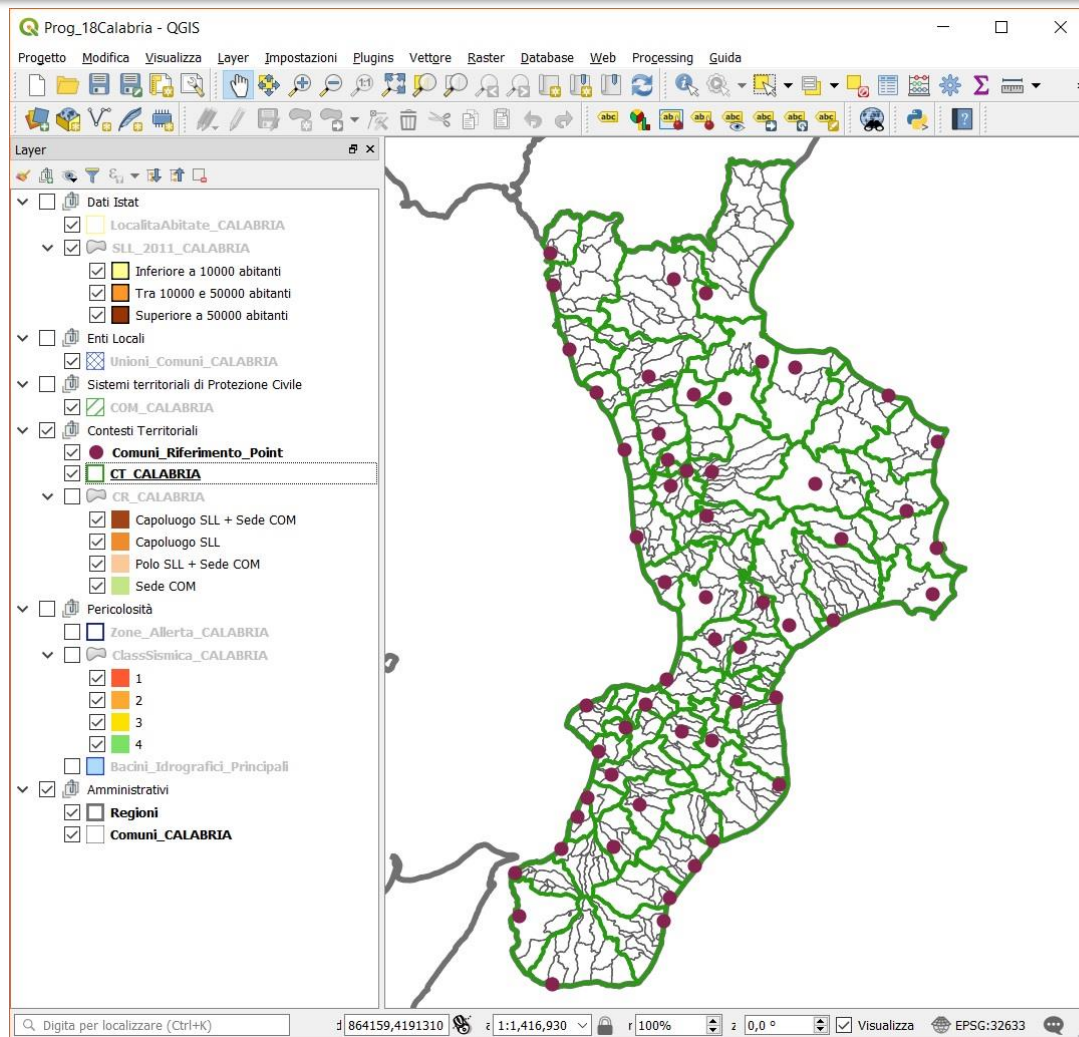 Prog_18Calabria - QGIS
Progetto Modifica Visualizza Layer Impostazioni Plugins Vettore Raster Database Web Processing Guida
Layer
Dati Istat
LocalitaAbitate_CALABRIA
SLL_2011_CALABRIA
Inferiore a 10000 abitanti
Tra 10000 e 50000 abitanti
Superiore a 50000 abitanti
Enti Locali
Unioni_Comuni_CALABRIA
Sistemi territoriali di Protezione Civile
COM_CALABRIA
Contesti Territoriali
Comuni_Riferimento_Point
CT_CALABRIA
CR_CALABRIA
Capoluogo SLL + Sede COM
Capoluogo SLL
Polo SLL + Sede COM
Sede COM
Pericolosità
Zone_Allerta_CALABRIA
ClassSismica_CALABRIA
1
2
3
4
Bacini_Idrografici_Principali
Amministrativi
Regioni
Comuni_CALABRIA
Digita per localizzare (Ctrl+K) 864159,4191310 1:1,416,930 r 100% z 0,0 ° Visualizza EPSG:32633